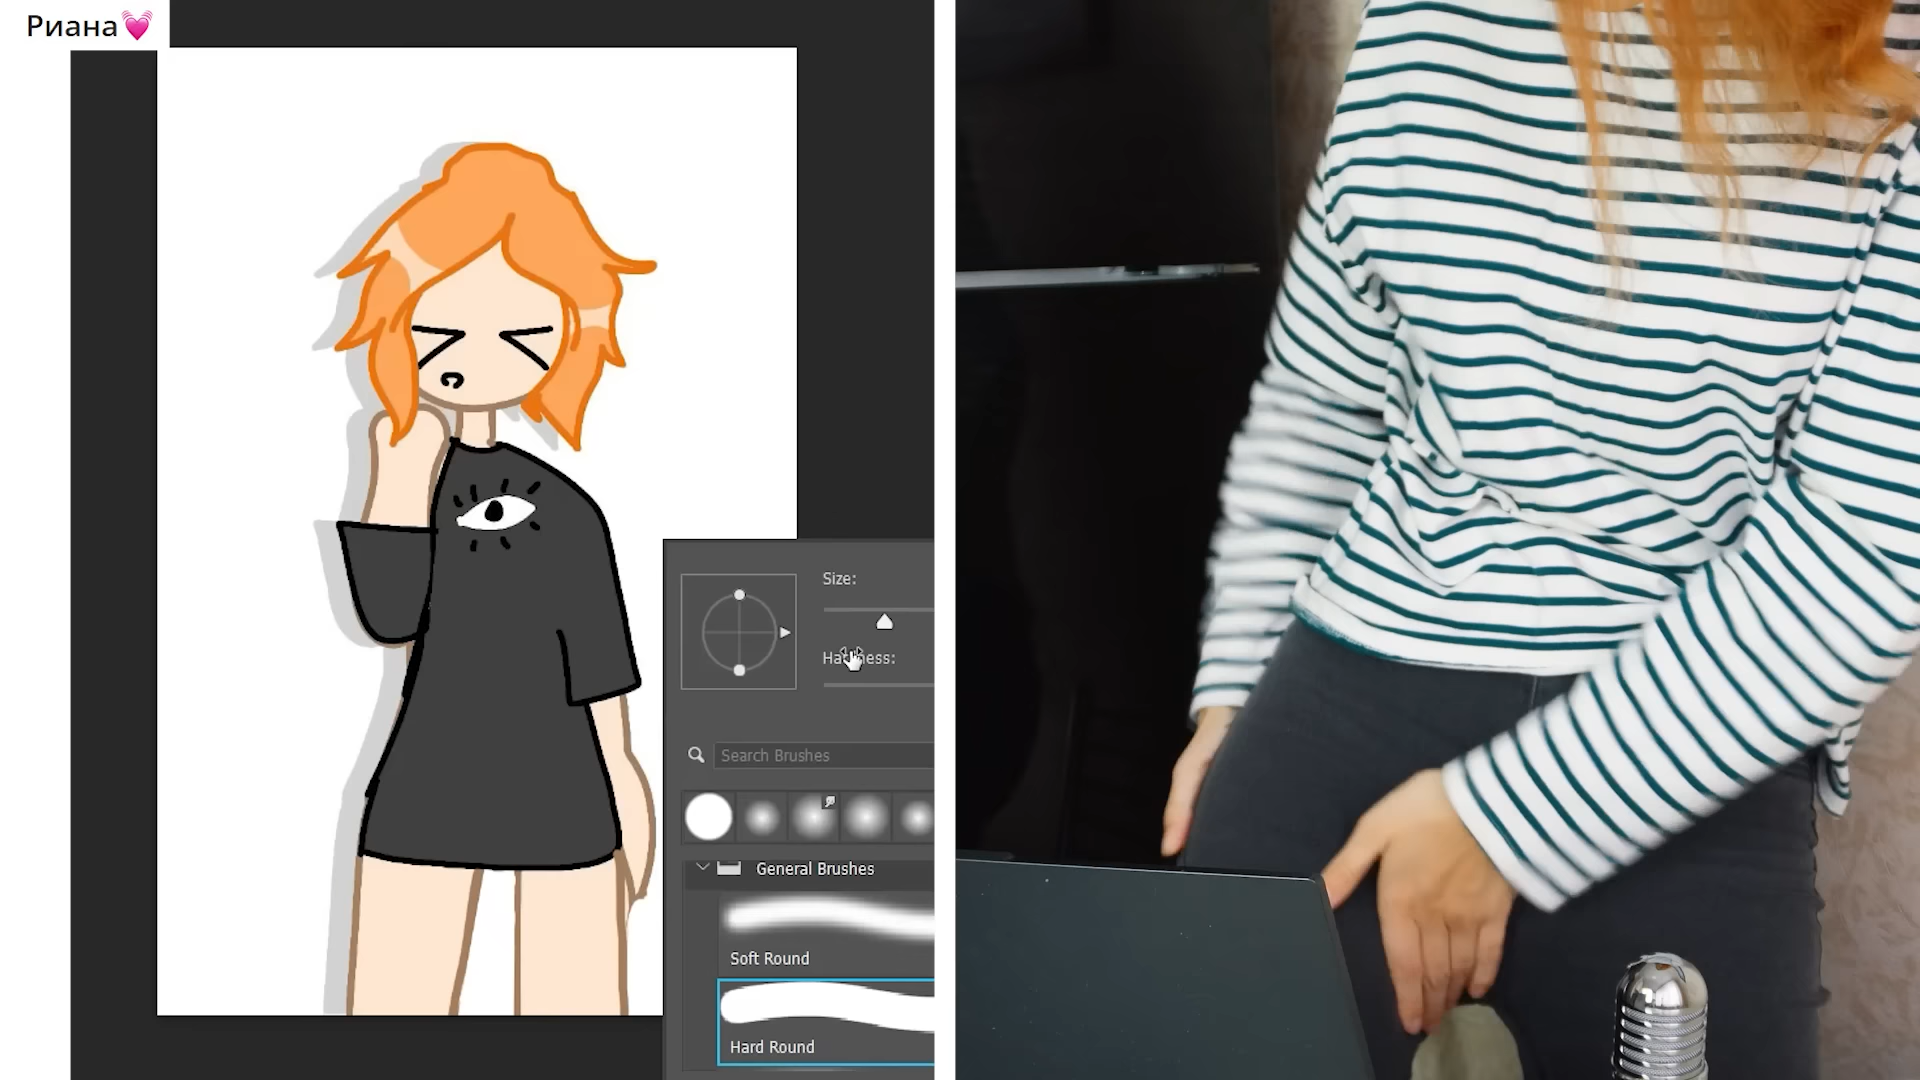 Риана💓
Size:
Hardness:
Search Brushes
General Brushes
Soft Round
Hard Round